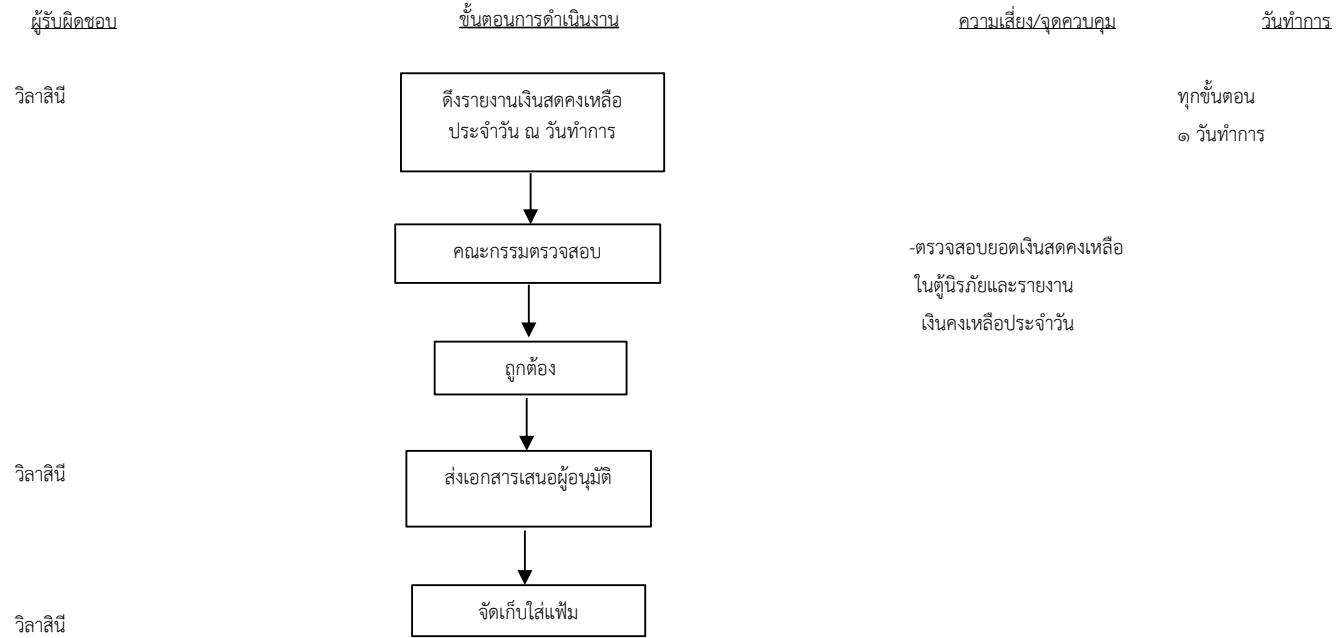 ผู้รับผิดชอบ ขั้นตอนการดำเนินงาน ความเสี่ยง/จุดควบคุม วันทำการ
วิลาสินี ดึงรายงานเงินสดคงเหลือ ทุกขั้นตอน
ประจำวัน ณ วันทำการ ๑ วันทำการ
คณะกรรมตรวจสอบ -ตรวจสอบยอดเงินสดคงเหลือ
ในตู้นิรภัยและรายงาน
เงินคงเหลือประจำวัน
ถูกต้อง
วิลาสินี ส่งเอกสารเสนอผู้อนุมัติ
จัดเก็บใส่แฟ้ม
วิลาสินี